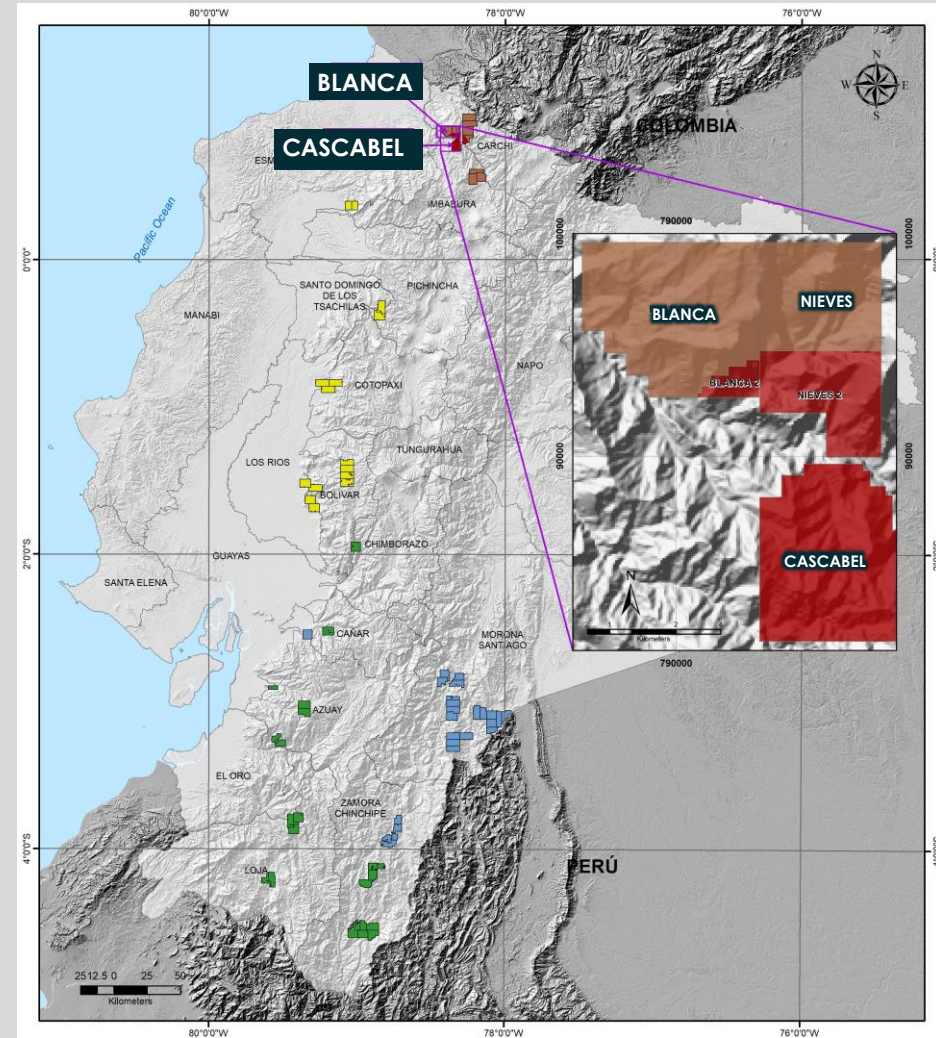 80°0'0"W
78°0'0"W
76°0'0"W
BLANCA
N
W
E
S
COLOMBIA
CASCABEL
CARCHI
ESM
IMBABURA
Pacific Ocean
790000
100000
100000
0°0'0"
SANTO DOMINGO
DE LOS
TSACHILAS
PICHINCHA
MANABI
BLANCA
NIEVES
NAPO
BLANCA 2
NIEVES 2
COTOPAXI
TUNGURAHUA
LOS RIOS
90000
90000
BOLIVAR
CHIMBORAZO
2°0'0"S
GUAYAS
CASCABEL
SANTA ELENA
N
CAÑAR
MORONA
SANTIAGO
Kilometers
790000
AZUAY
EL ORO
ZAMORA
CHINCHIPE
4°0'0"S
LOJA
PERÚ
25 12.5 0 25 50
Kilometers
80°0'0"W
78°0'0"W
76°0'0"W